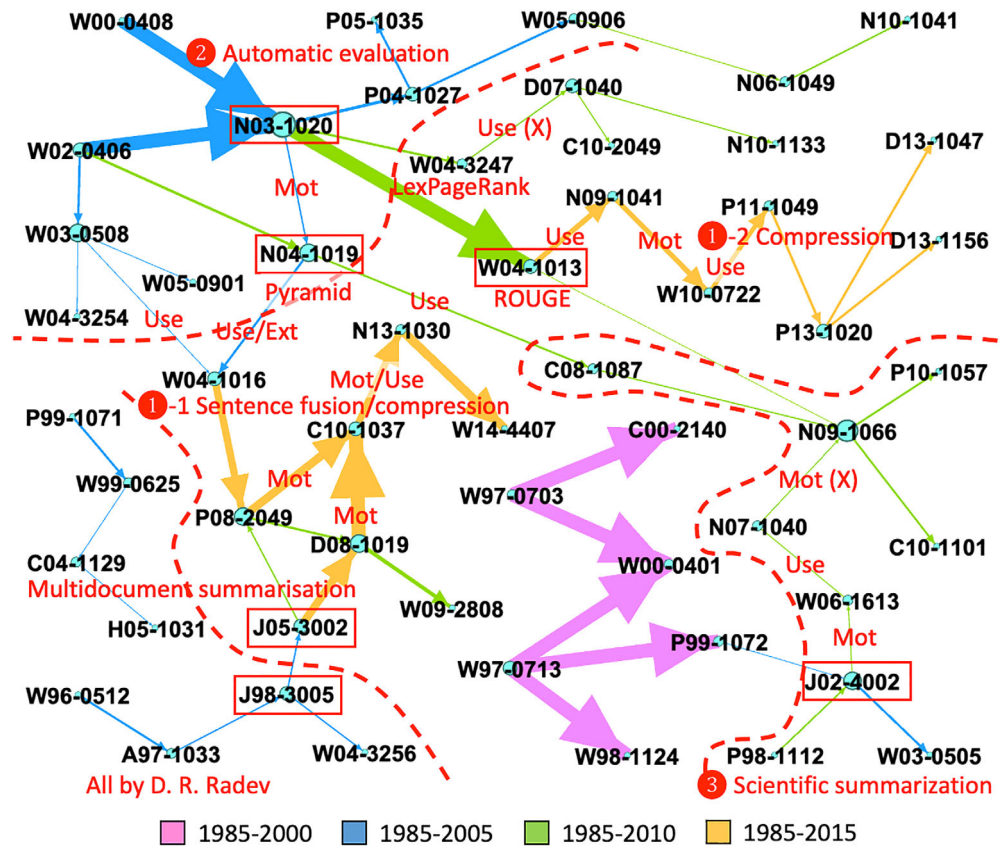 W00-0408
P05-1035
W05-0906
N10-1041
2 Automatic evaluation
P04-1027
D07-1040
N06-1049
N03-1020
Use (X)
W02-0406
W04-3247
C10-2049
N10-1133
D13-1047
Mot
LexPageRank
N09-1041
P11-1049
W03-0508
Use
Mot
1-2 Compression
D13-1156
N04-1019
W04-1013
Use
W05-0901
Pyramid
ROUGE
W10-0722
W04-3254
Use
Use/Ext
Use
N13-1030
P13-1020
W04-1016
Mot/Use
C08-1087
P10-1057
1-1 Sentence fusion/compression
P99-1071
C10-1037
W14-4407
C00-2140
N09-1066
W99-0625
Mot
W97-0703
Mot (X)
P08-2049
Mot
N07-1040
D08-1019
C10-1101
C04-1129
W00-0401
Use
Multidocument summarisation
W09-2808
W06-1613
H05-1031
J05-3002
P99-1072
Mot
W97-0713
J02-4002
W96-0512
J98-3005
A97-1033
W04-3256
W98-1124
P98-1112
W03-0505
All by D. R. Radev
3 Scientific summarization
1985-2000
1985-2005
1985-2010
1985-2015